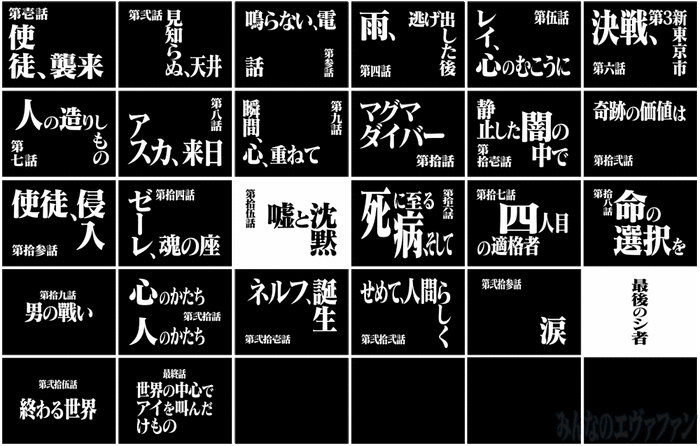 第壱話
使
徒、襲来
第弐話
見知らぬ、天井
鳴らない、電
話
第参話
雨、
逃げ出した後
第四話
レイ、
第伍話
心のむこうに
決戦、
第3新東京市
第六話
人の造りしもの
第七話
第八話
ア
スカ、来日
瞬間、
第九話
心、重ねて
マグマ
ダイバー
第拾話
静止した
闇の
中で
第拾壱話
奇跡の価値は
第拾弐話
使徒、侵入
第拾参話
第拾四話
ゼー
レ、魂の座
第拾伍話
嘘と沈黙
死に至る
病、そして
第拾六話
第拾七話
四人目
の適格者
第拾八話
命の
選択を
第拾九話
男の戰い
心のかたち
第弐拾話
人のかたち
ネルフ、誕生
第弐拾壱話
せめて、人間らしく
第弐拾弐話
第弐拾参話
涙
最後のシ者
第弐拾伍話
終わる世界
最終話
世界の中心で
アイを叫んだ
けもの
みんなのエヴァファン